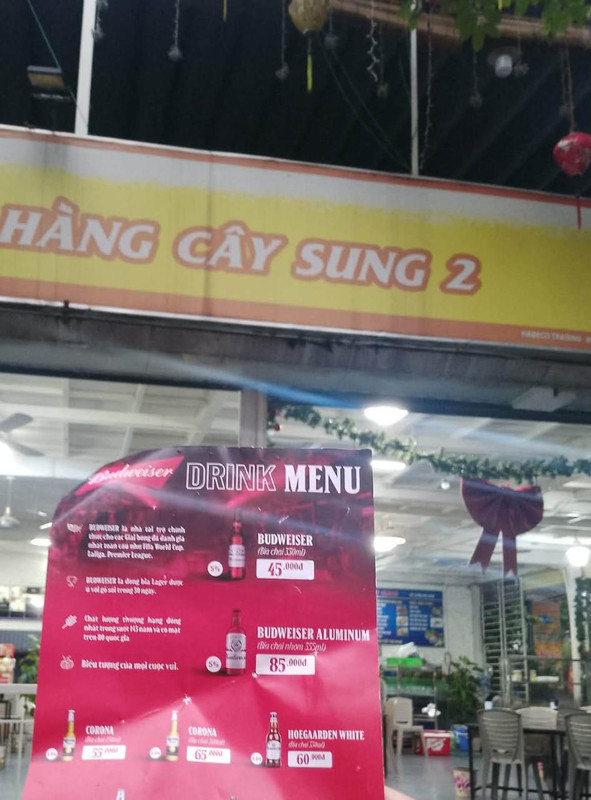 HÀNG CÂY SUNG 2
Budweiser DRINK MENU
BUDWEISER là nhà tài trợ chính
thức cho các Giải bóng đá danh giá
nhất toàn cầu như Fifa World Cup,
Laliga, Premier League.
BUDWEISER là dòng bia Lager được
ủ với gỗ sồi trong 30 ngày.
Chất lượng thượng hạng đồng
nhất trong suốt 143 năm và có mặt
trên 80 quốc gia
Biểu tượng của mọi cuộc vui.
BUDWEISER
(Bia chai 330ml)
5%
45.000đ
BUDWEISER ALUMINUM
(Bia chai nhôm 355ml)
5%
85.000đ
CORONA
55.000đ
CORONA
65.000đ
HOEGAARDEN WHITE
60.000đ